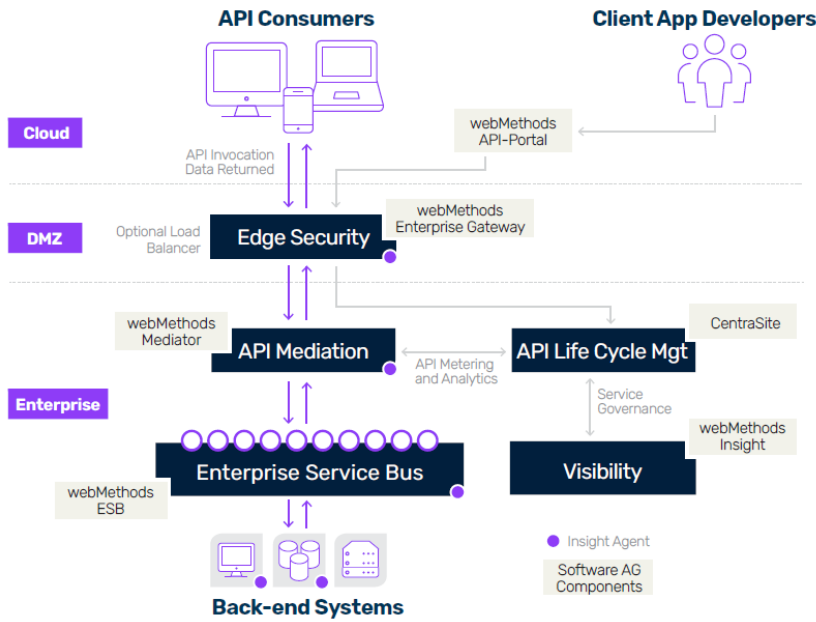 API Consumers
Client App Developers
Cloud
webMethods
API-Portal
API Invocation
Data Returned
DMZ
Optional Load
Balancer
Edge Security
webMethods
Enterprise Gateway
webMethods
Mediator
CentraSite
API Mediation
API Metering
and Analytics
API Life Cycle Mgt
Enterprise
Service
Governance
webMethods
Insight
Enterprise Service Bus
Visibility
webMethods
ESB
Insight Agent
Software AG
Components
Back-end Systems